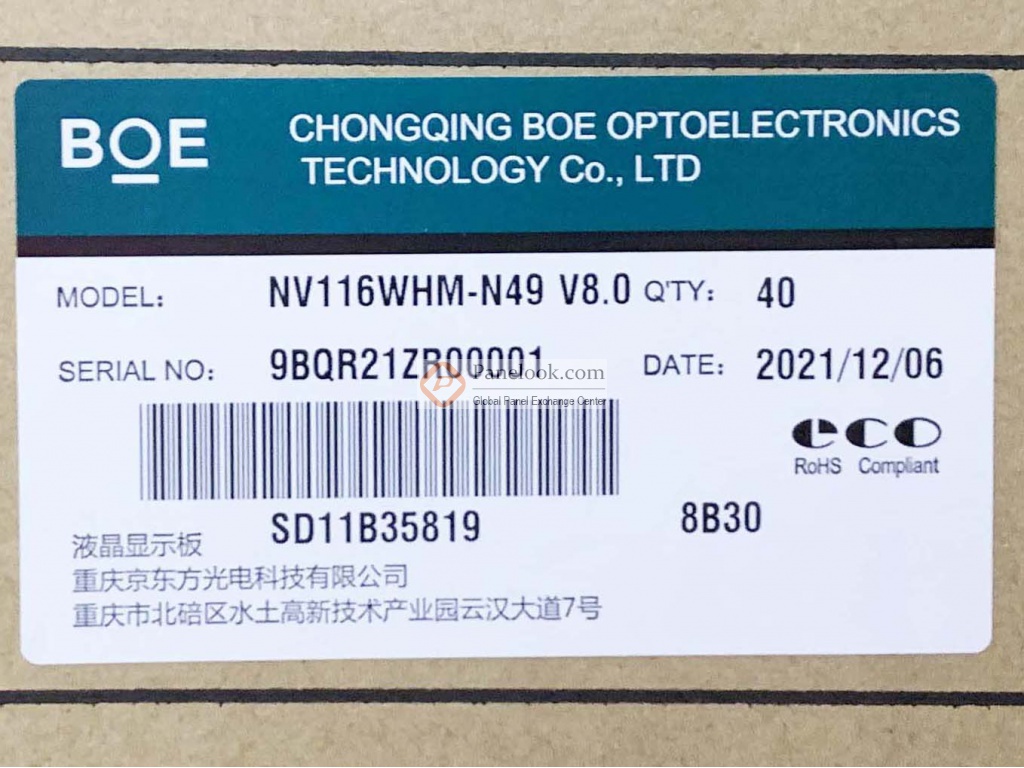 BOE
CHONGQING BOE OPTOELECTRONICS
TECHNOLOGY Co., LTD
MODEL: NV116WHM-N49 V8.0 Q'TY: 40
SERIAL NO: 9BQR21ZR00001 DATE: 2021/12/06
Panelook.com
Global Panel Exchange Center
eco
RoHS Compliant
SD11B35819 8B30
液晶显示板
重庆京东方光电科技有限公司
重庆市北碚区水土高新技术产业园云汉大道7号